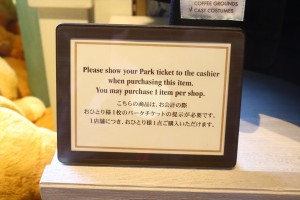 COFFEE GROUNDS
CASE COSTUMES
Please show your Park ticket to the cashier
when purchasing this item.
You may purchase 1 item per shop.
こちらの商品は、お会計の際
おひとり様1枚のパークチケットの提示が必要です。
1店舗につき、おひとり様1点ご購入いただけます。